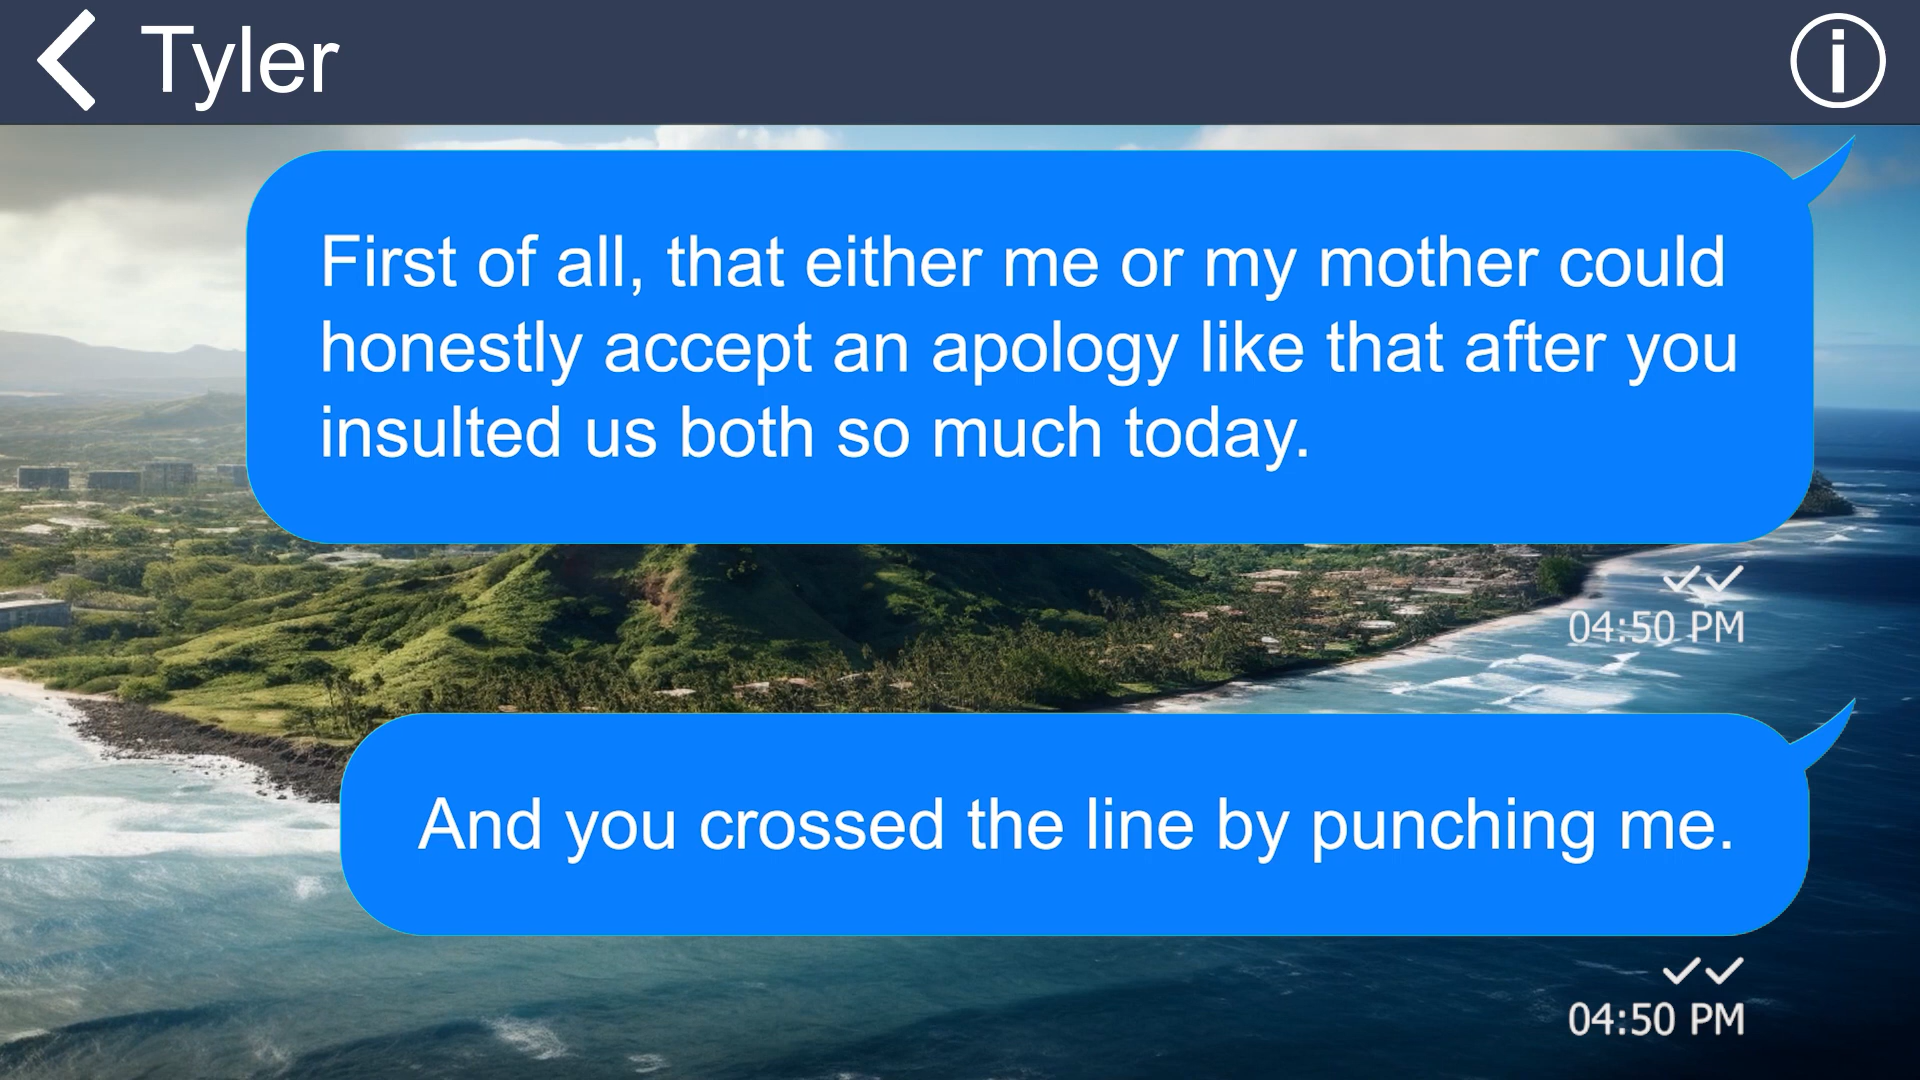 Tyler
First of all, that either me or my mother could
honestly accept an apology like that after you
insulted us both so much today.
04:50 PM
And you crossed the line by punching me.
04:50 PM